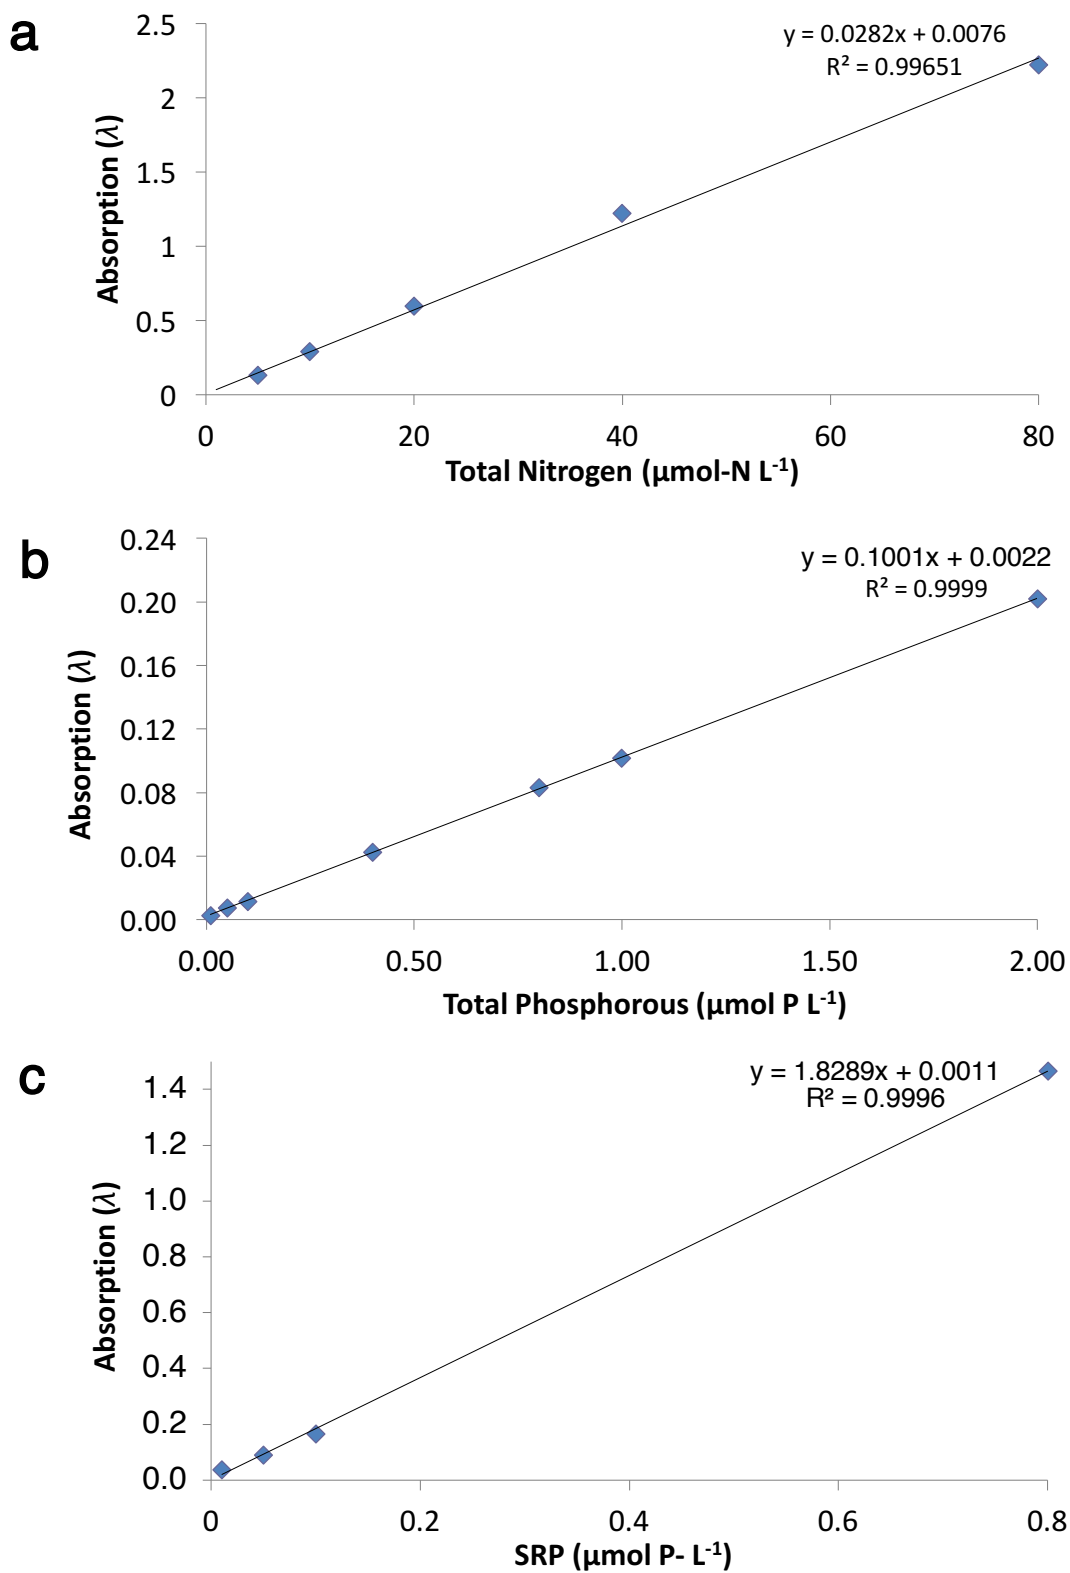 a
2.5
y = 0.0282x + 0.0076
R² = 0.99651
2
1.5
1
0.5
0
Absorption (λ)
0 20 40 60 80
Total Nitrogen (μmol-N L⁻¹)
b
0.24
y = 0.1001x + 0.0022
R² = 0.9999
0.20
0.16
0.12
0.08
0.04
0.00
Absorption (λ)
0.00 0.50 1.00 1.50 2.00
Total Phosphorous (μmol P L⁻¹)
c
y = 1.8289x + 0.0011
R² = 0.9996
1.4
1.2
1.0
0.8
0.6
0.4
0.2
0.0
Absorption (λ)
0 0.2 0.4 0.6 0.8
SRP (μmol P- L⁻¹)